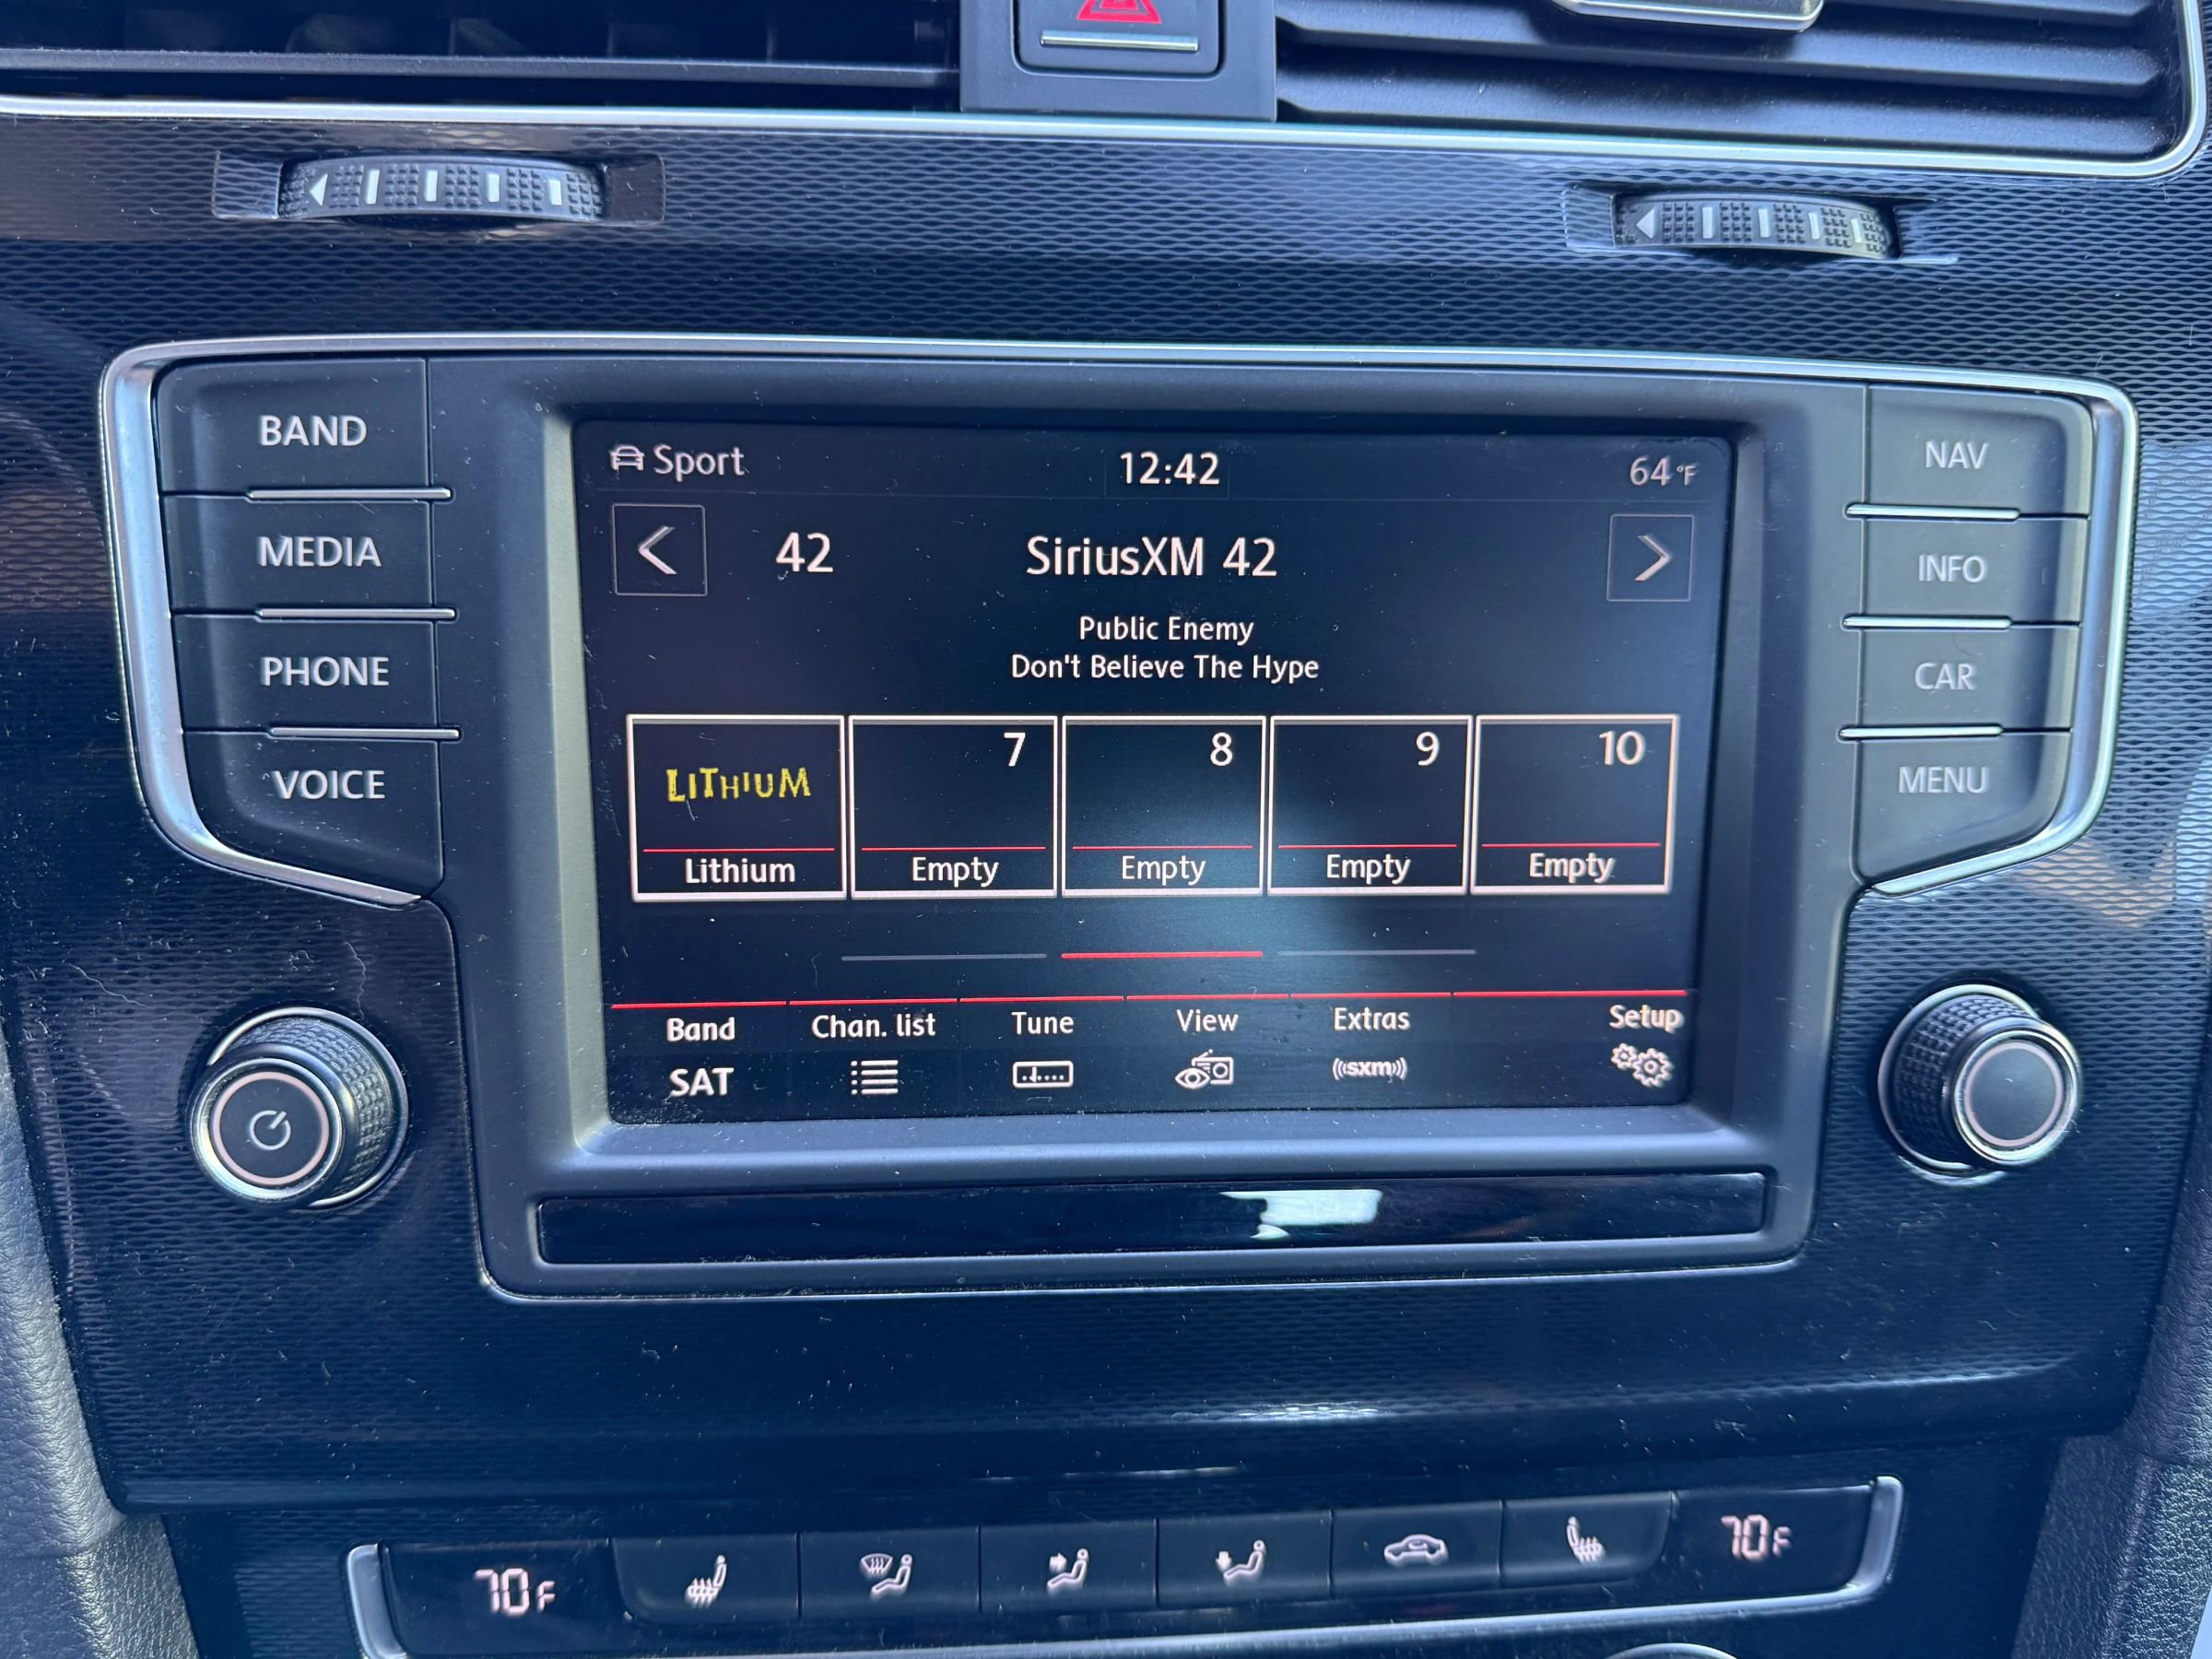 BAND
MEDIA
PHONE
VOICE
Sport 12:42 64°F
42 SiriusXM 42
Public Enemy
Don't Believe The Hype
LITHIUM 7 8 9 10
Lithium Empty Empty Empty Empty
Band Chan. list Tune View Extras Setup
SAT ((sxm))
NAV
INFO
CAR
MENU
70F 70F